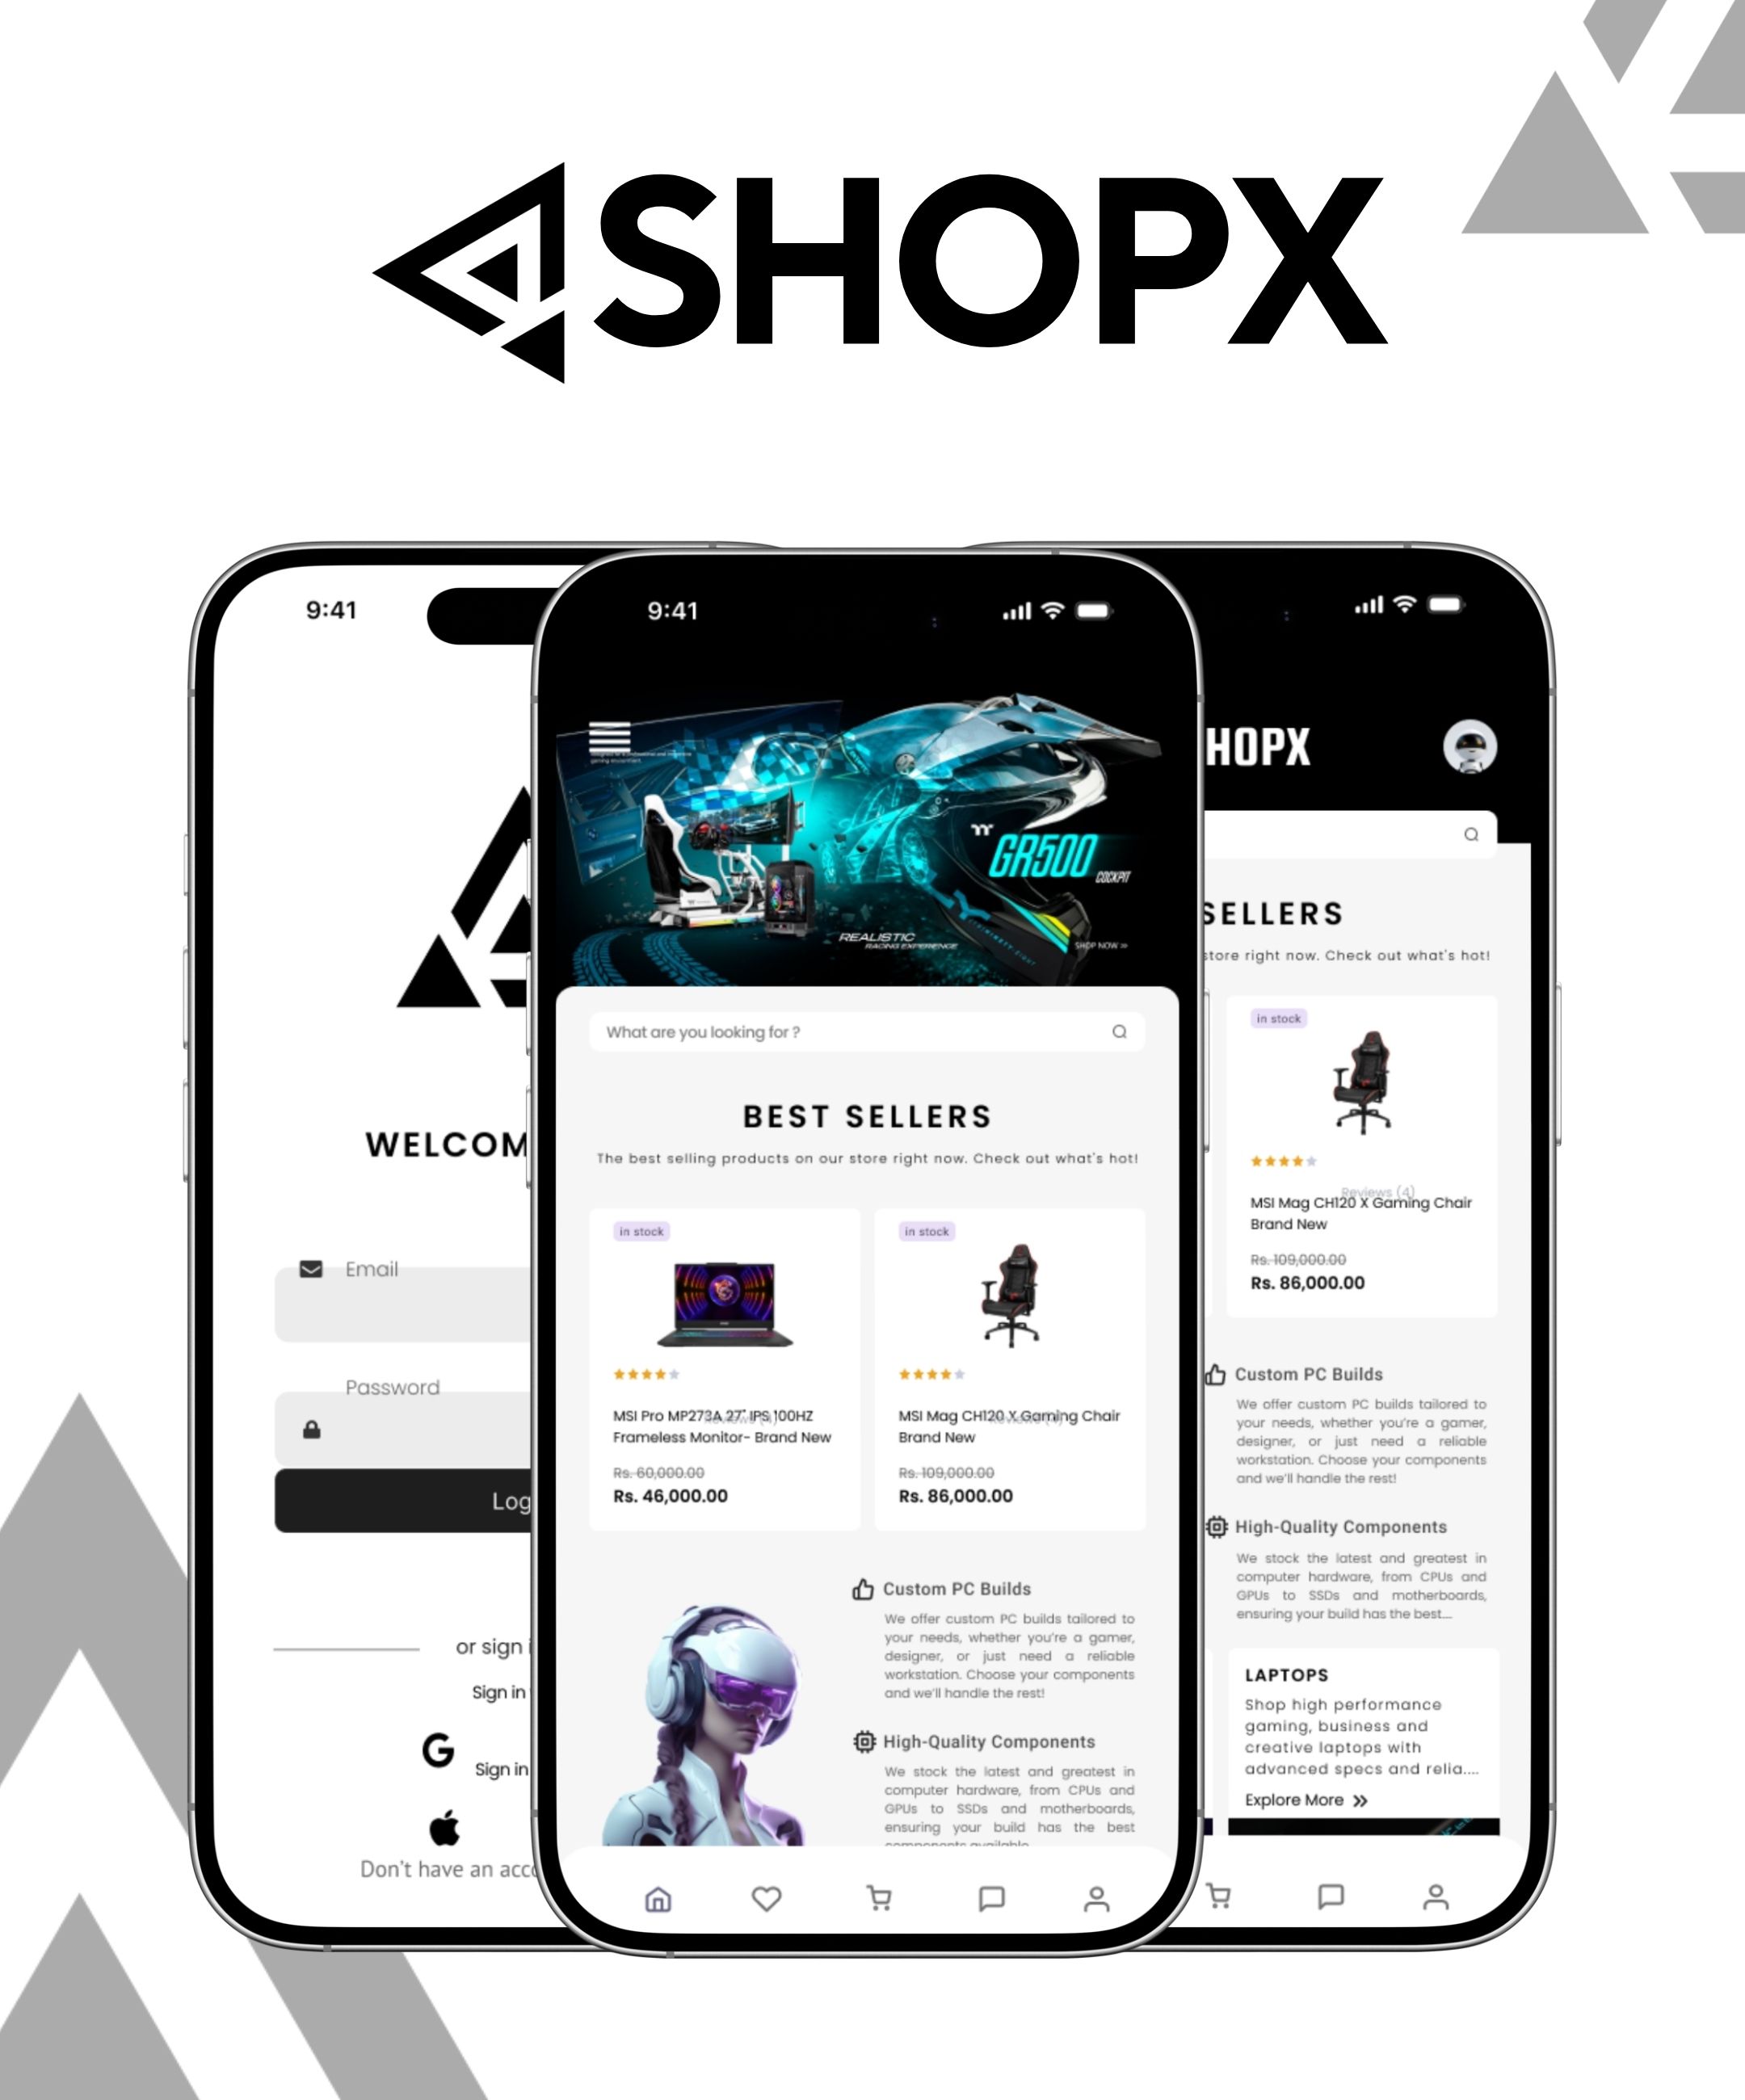 SHOPX
9:41
WELCOM
Email
Password
Log
or sign i
Sign in
G
Sign in
Don't have an acco
9:41
gaming environment
GR500
COCKPIT
REALISTIC
RACING EXPERIENCE
SHOP NOW »
What are you looking for ?
BEST SELLERS
The best selling products on our store right now. Check out what's hot!
in stock
MSI Pro MP273A 27" IPS 100HZ
Frameless Monitor- Brand New
Reviews (4)
Rs. 60,000.00
Rs. 46,000.00
in stock
MSI Mag CH120 X Gaming Chair
Brand New
Reviews (4)
Rs. 109,000.00
Rs. 86,000.00
Custom PC Builds
We offer custom PC builds tailored to
your needs, whether you're a gamer,
designer, or just need a reliable
workstation. Choose your components
and we'll handle the rest!
High-Quality Components
We stock the latest and greatest in
computer hardware, from CPUs and
GPUs to SSDs and motherboards,
ensuring your build has the best
components available
HOPX
SELLERS
store right now. Check out what's hot!
in stock
Reviews (4)
MSI Mag CH120 X Gaming Chair
Brand New
Rs. 109,000.00
Rs. 86,000.00
Custom PC Builds
We offer custom PC builds tailored to
your needs, whether you're a gamer,
designer, or just need a reliable
workstation. Choose your components
and we'll handle the rest!
High-Quality Components
We stock the latest and greatest in
computer hardware, from CPUs and
GPUs to SSDs and motherboards,
ensuring your build has the best....
LAPTOPS
Shop high performance
gaming, business and
creative laptops with
advanced specs and relia....
Explore More »